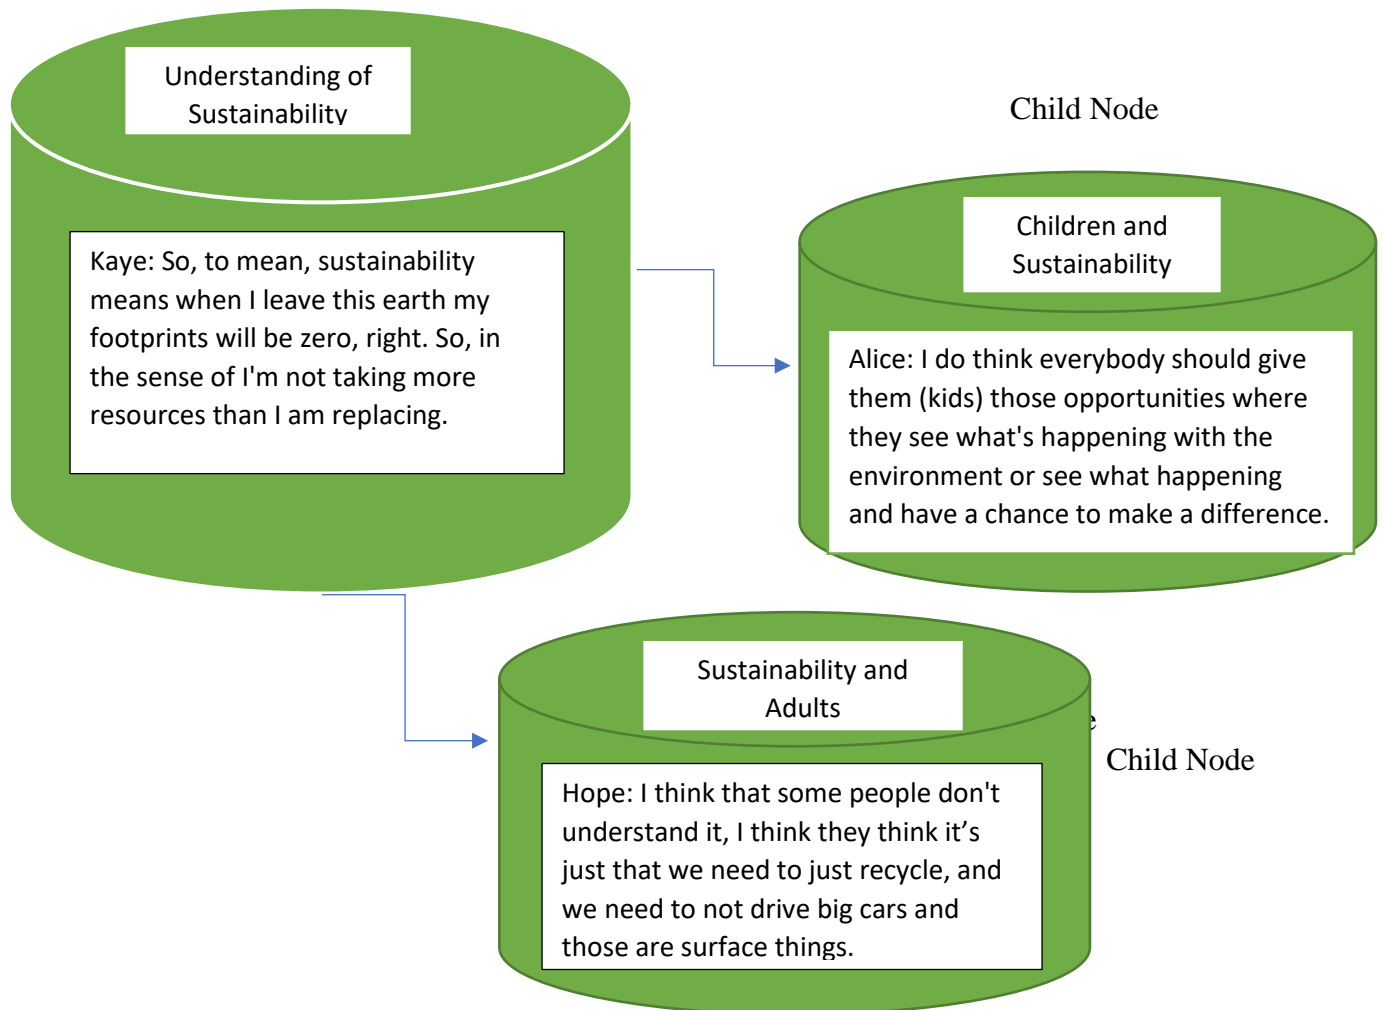 Understanding of
Sustainability
Kaye: So, to mean, sustainability
means when I leave this earth my
footprints will be zero, right. So, in
the sense of I'm not taking more
resources than I am replacing.
Child Node
Children and
Sustainability
Alice: I do think everybody should give
them (kids) those opportunities where
they see what's happening with the
environment or see what happening
and have a chance to make a difference.
Sustainability and
Adults
Hope: I think that some people don't
understand it, I think they think it’s
just that we need to just recycle, and
we need to not drive big cars and
those are surface things.
Child Node